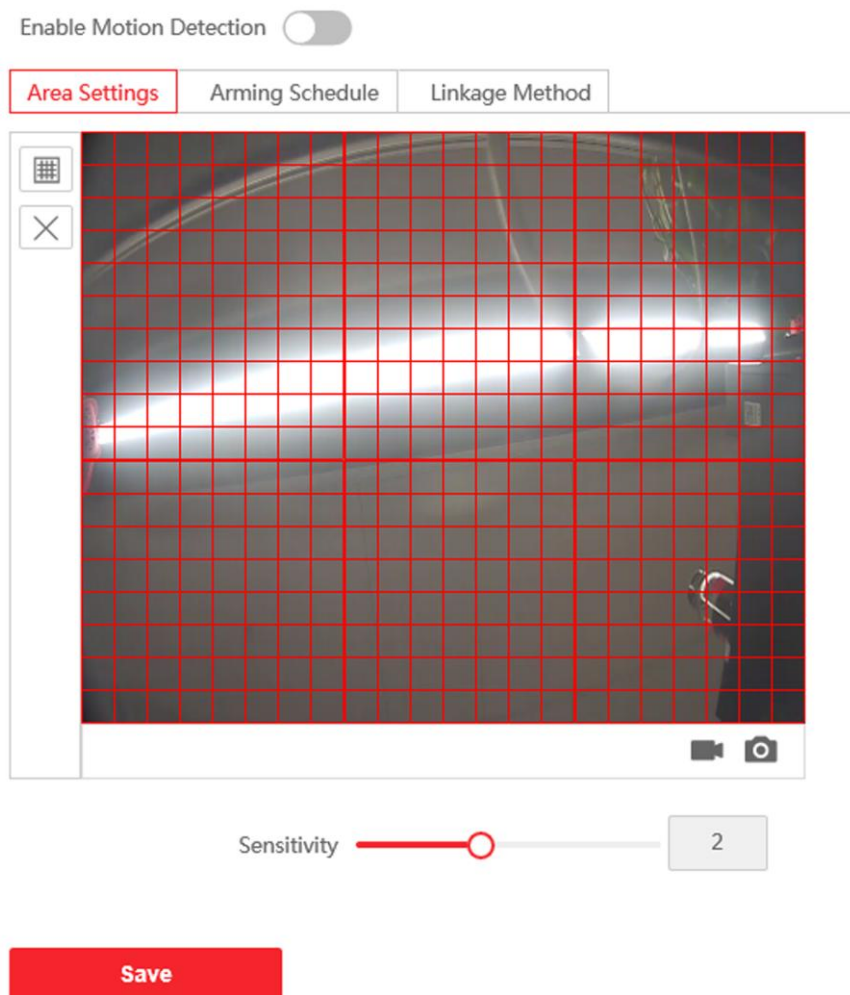 Enable Motion Detection
Area Settings Arming Schedule Linkage Method
Sensitivity 2
Save